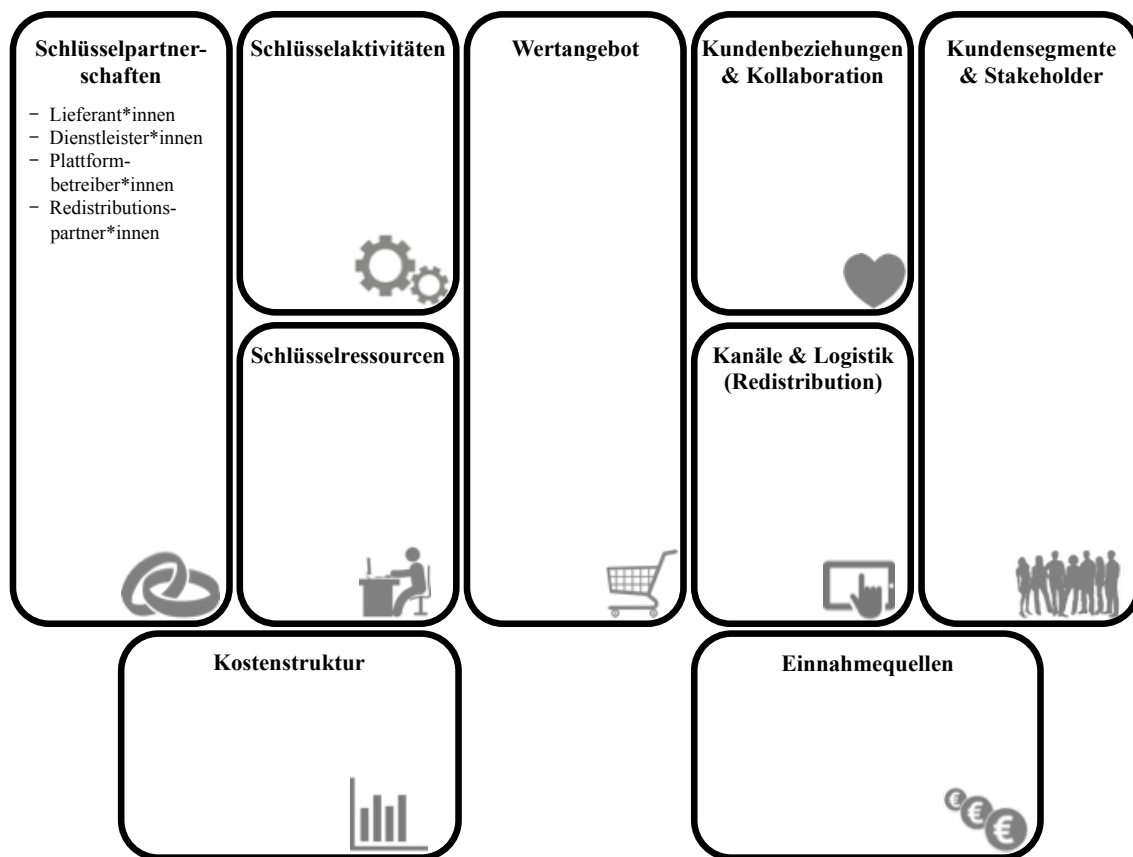 Schlüsselpartner-
schaften
− Lieferant*innen
− Dienstleister*innen
− Plattform-
betreiber*innen
− Redistributions-
partner*innen
Schlüsselaktivitäten
Schlüsselressourcen
Wertangebot
Kundenbeziehungen
& Kollaboration
Kanäle & Logistik
(Redistribution)
Kundensegmente
& Stakeholder
Kostenstruktur
Einnahmequellen
€
€
€